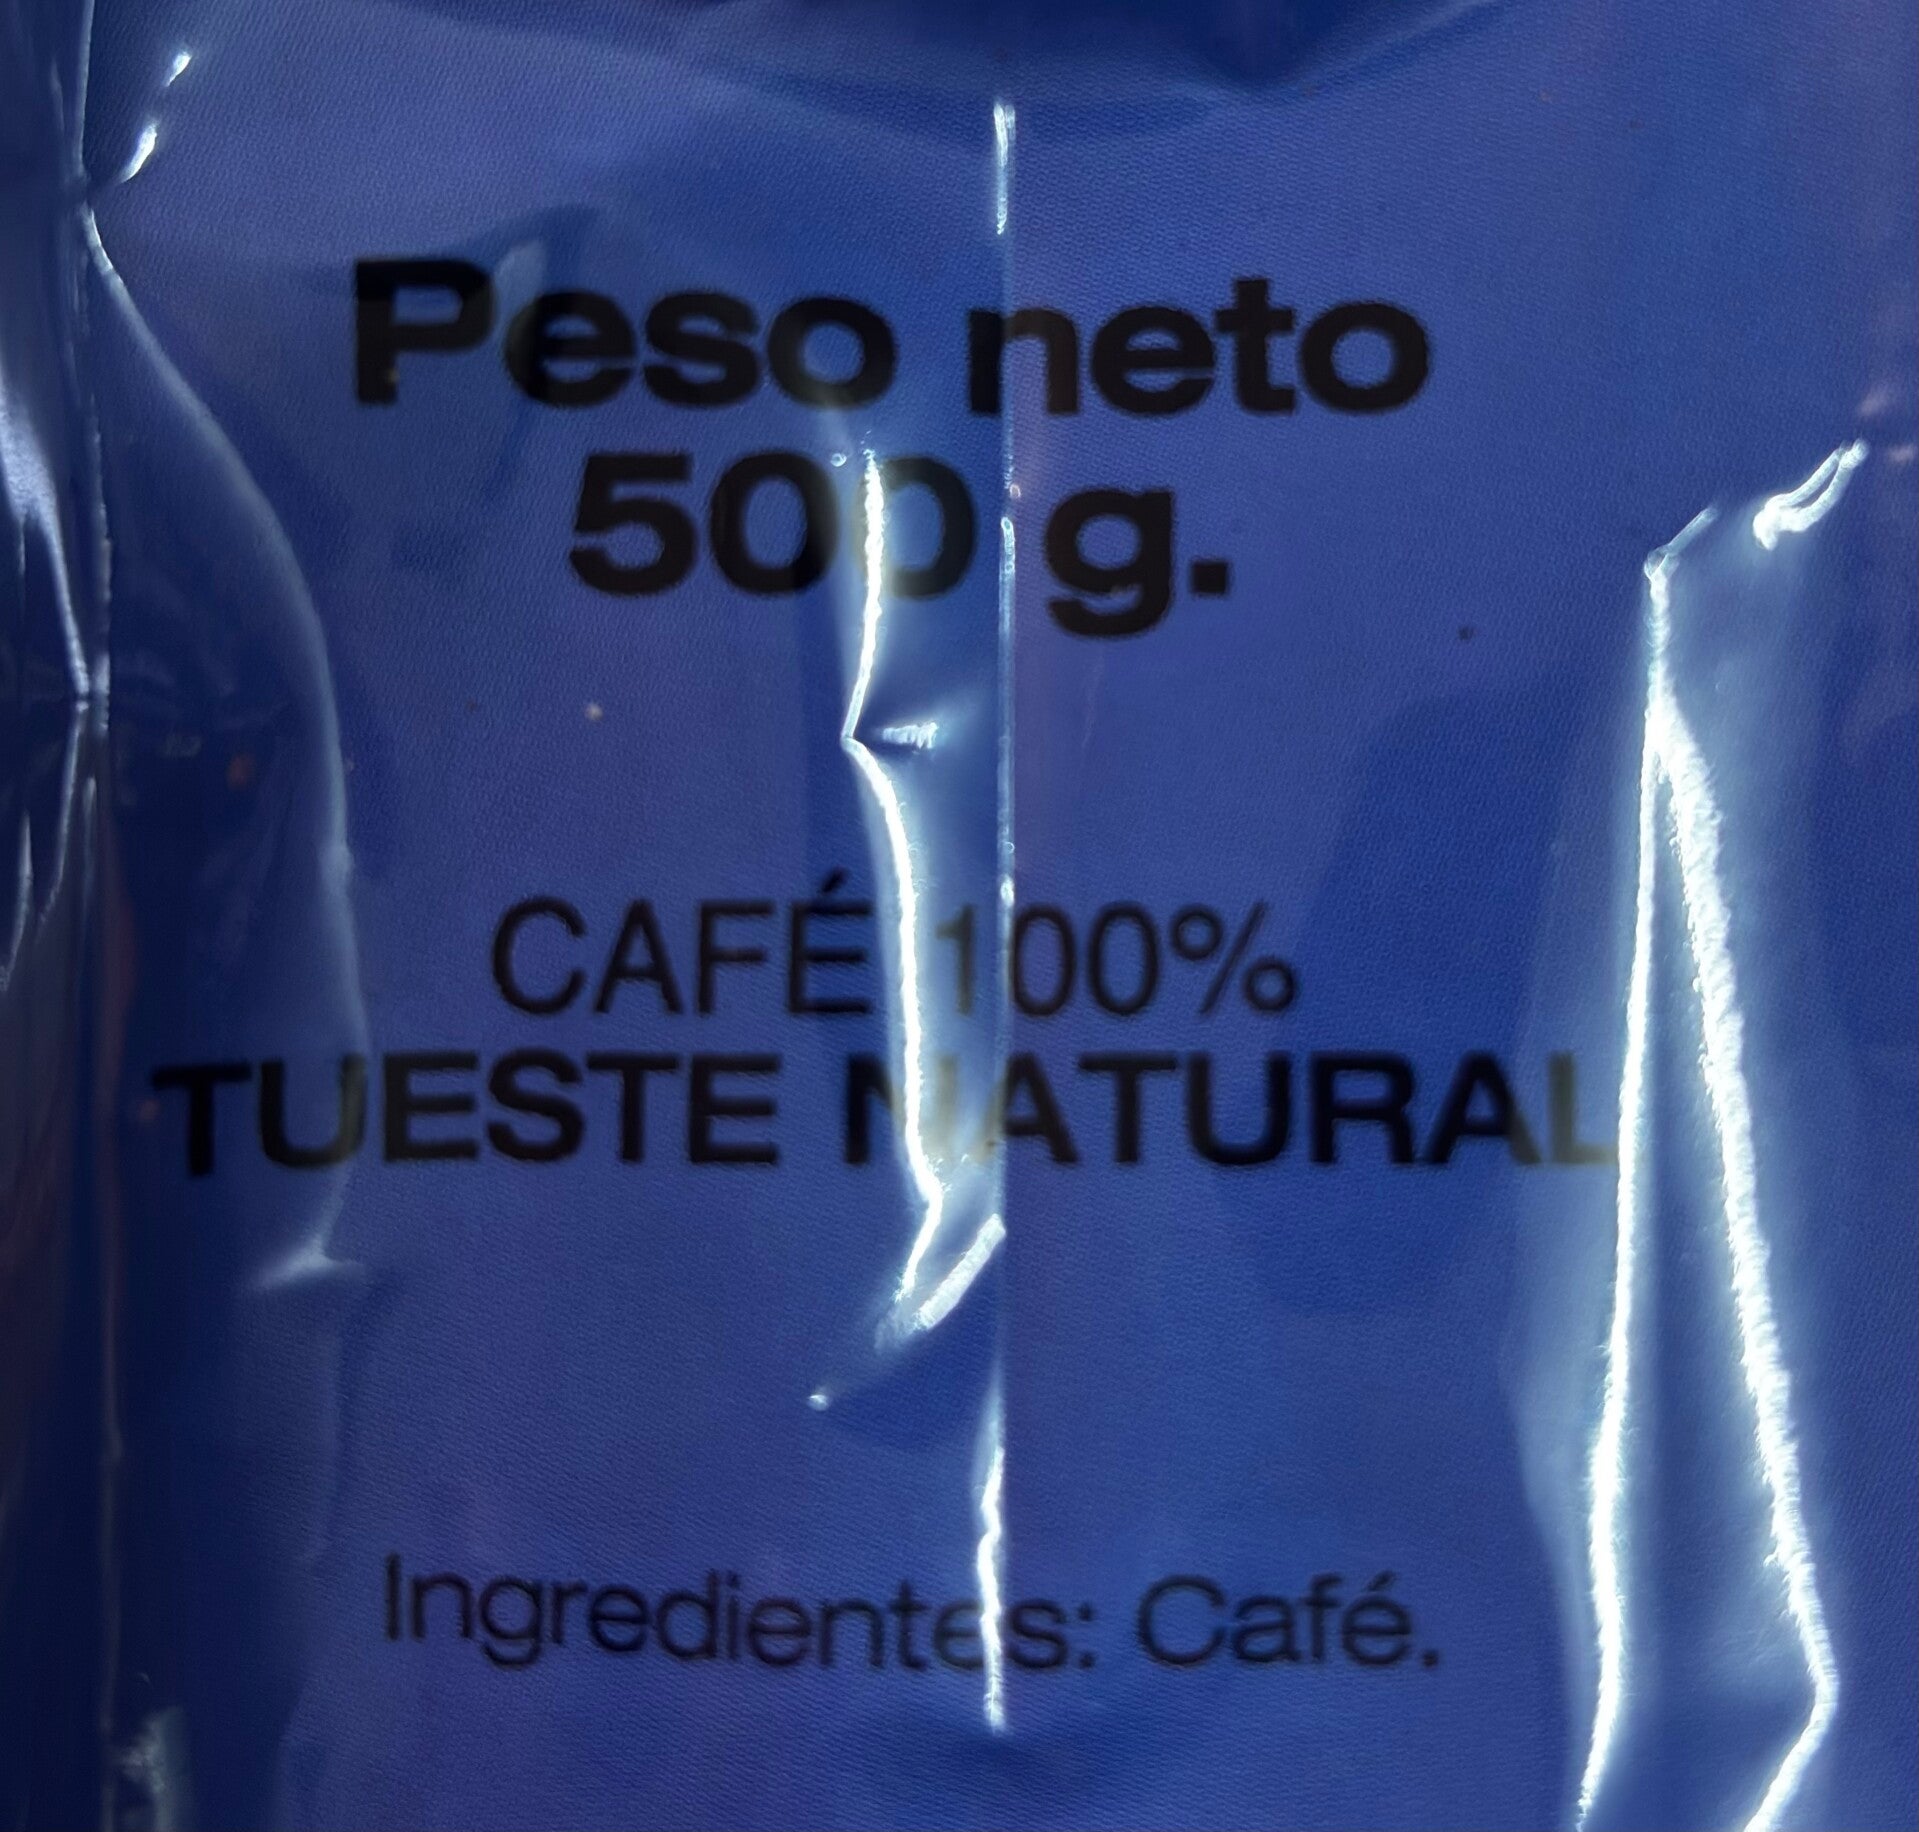 Peso neto
500 g.
CAFÉ 100%
TUESTE NATURAL
Ingredientes: Café.